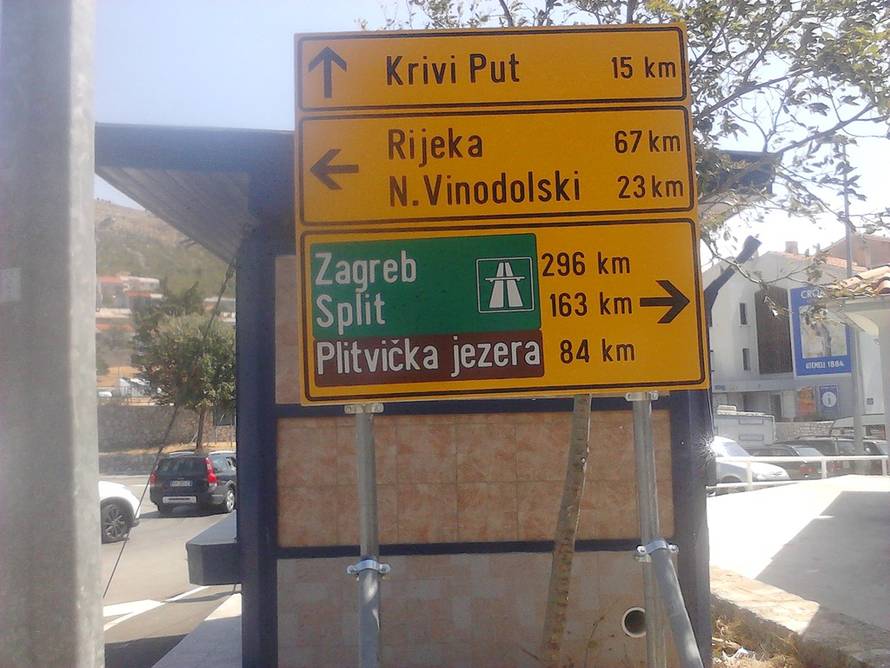 Krivi Put 15 km
Rijeka 67 km
N. Vinodolski 23 km
Zagreb 296 km
Split 163 km
Plitvička jezera 84 km